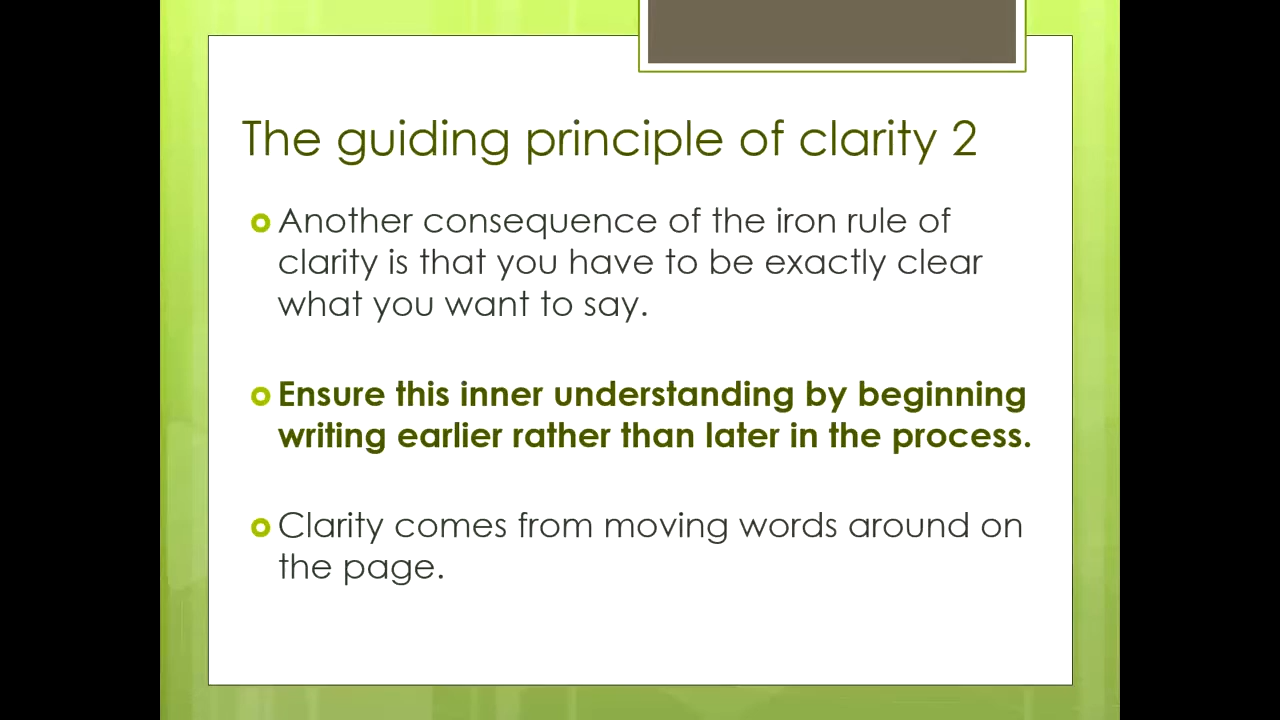 The guiding principle of clarity 2
Another consequence of the iron rule of
clarity is that you have to be exactly clear
what you want to say.
Ensure this inner understanding by beginning
writing earlier rather than later in the process.
Clarity comes from moving words around on
the page.